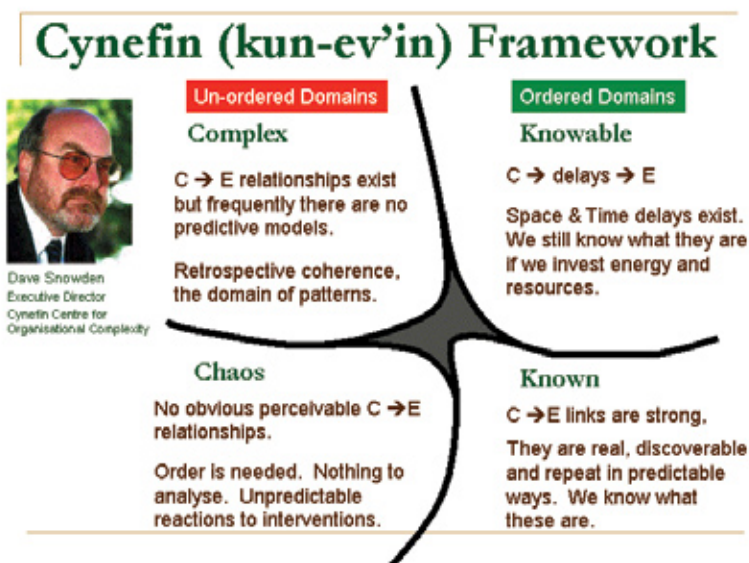 Cynefin (kun-ev'in) Framework
Un-ordered Domains
Complex
C → E relationships exist
but frequently there are no
predictive models.
Retrospective coherence,
the domain of patterns.
Ordered Domains
Knowable
C → delays → E
Space & Time delays exist.
We still know what they are
if we invest energy and
resources.
Dave Snowden
Executive Director
Cynefin Centre for
Organisational Complexity
Chaos
No obvious perceivable C → E
relationships.
Order is needed. Nothing to
analyse. Unpredictable
reactions to interventions.
Known
C → E links are strong,
They are real, discoverable
and repeat in predictable
ways. We know what
these are.